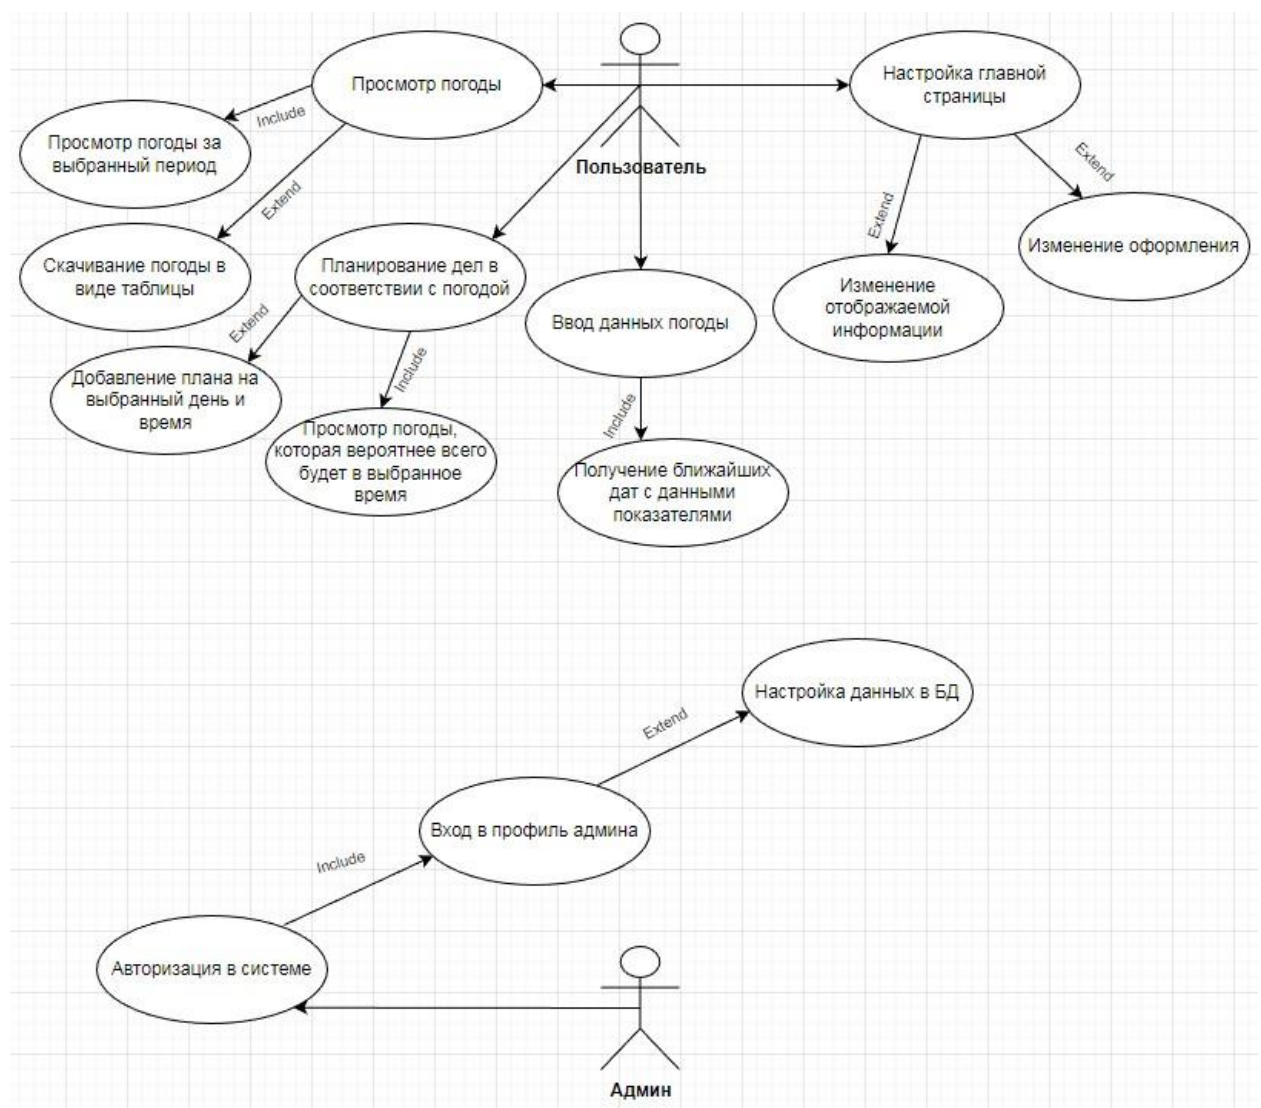 Просмотр погоды
Настройка главной
страницы
Include
Просмотр погоды за
выбранный период
Пользователь
Extend
Extend
Extend
Изменение оформления
Скачивание погоды в
виде таблицы
Планирование дел в
соответствии с погодой
Ввод данных погоды
Изменение
отображаемой
информации
Extend
Include
Добавление плана на
выбранный день и
время
Include
Просмотр погоды,
которая вероятнее всего
будет в выбранное
время
Получение ближайших
дат с данными
показателями
Настройка данных в БД
Extend
Вход в профиль админа
Include
Авторизация в системе
Админ